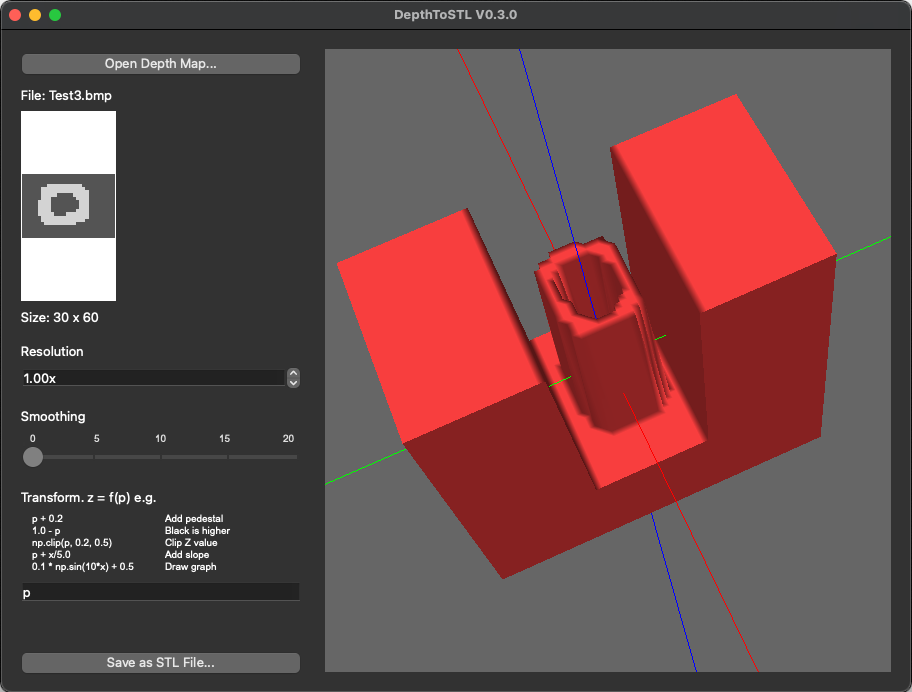 DepthToSTL V0.3.0
Open Depth Map...
File: Test3.bmp
Size: 30 x 60
Resolution
1.00x
Smoothing
0 5 10 15 20
Transform. z = f(p) e.g.
p + 0.2 Add pedestal
1.0 - p Black is higher
np.clip(p, 0.2, 0.5) Clip Z value
p + x/5.0 Add slope
0.1 * np.sin(10*x) + 0.5 Draw graph
p
Save as STL File...